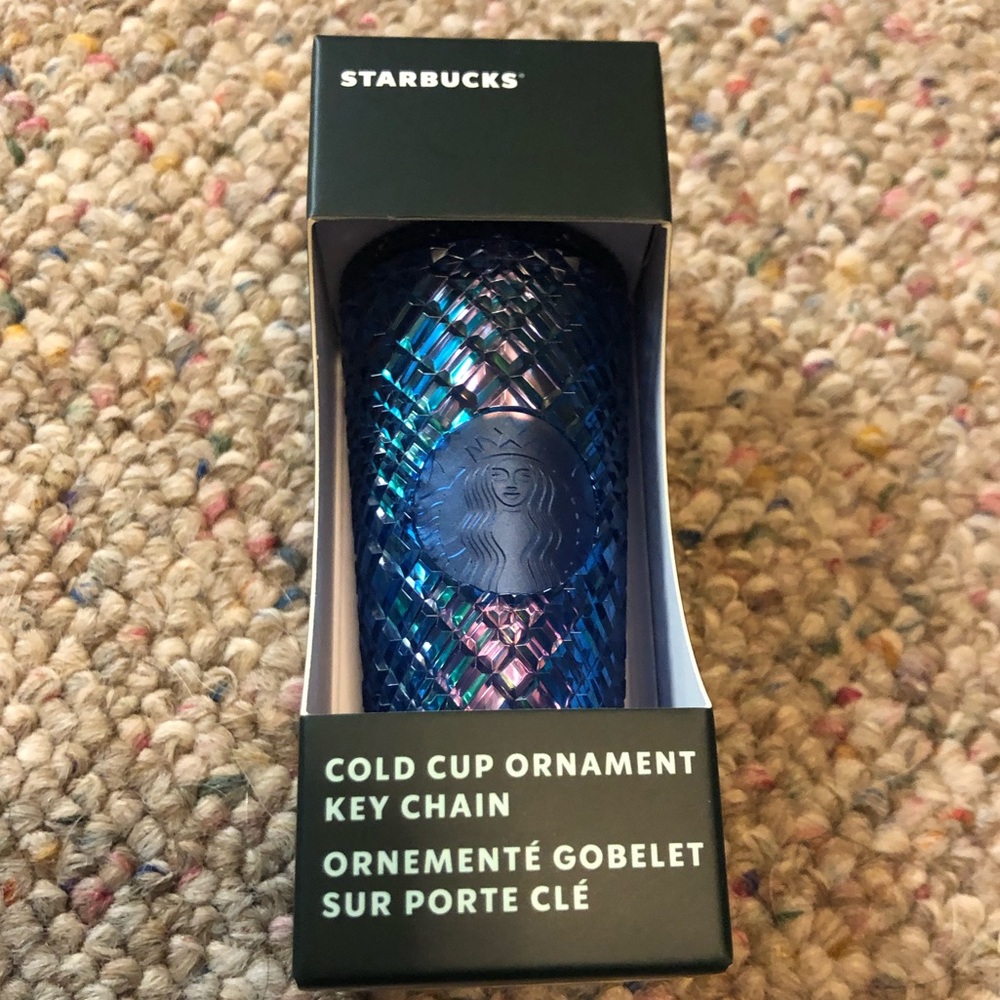 STARBUCKS®
COLD CUP ORNAMENT
KEY CHAIN
ORNEMENTÉ GOBELET
SUR PORTE CLÉ